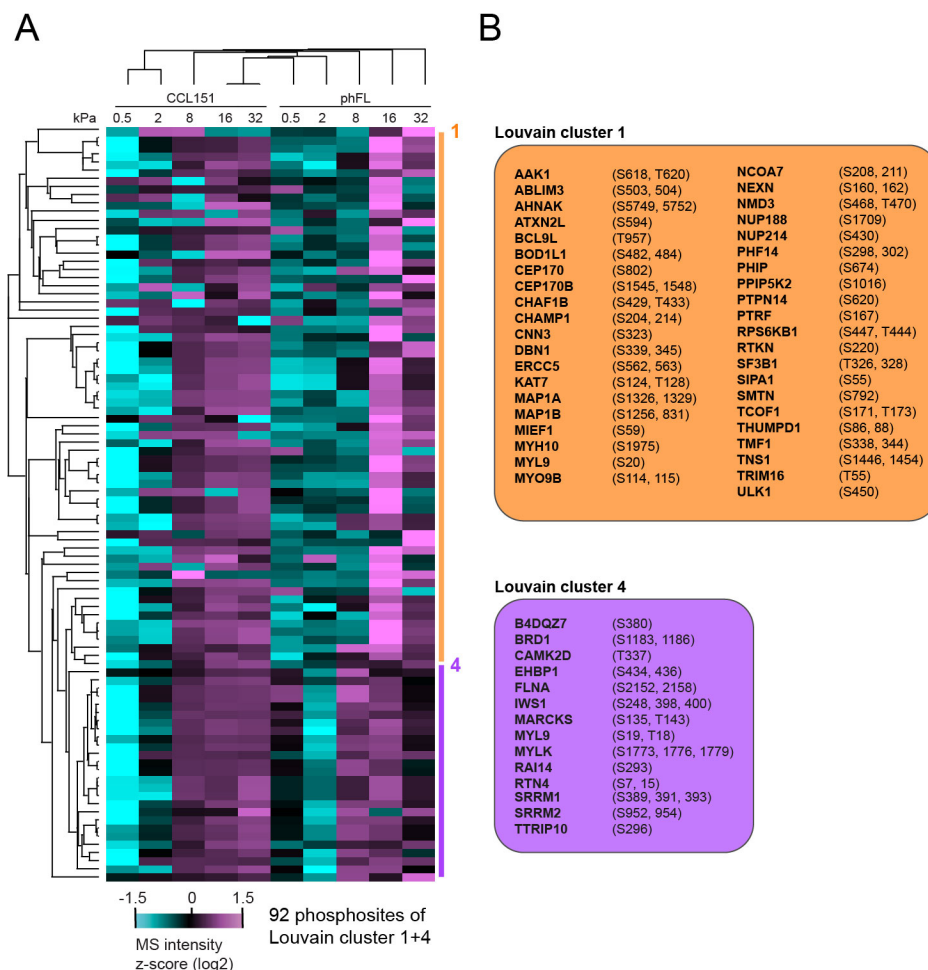 A
CCL151
phFL
kPa 0.5 2 8 16 32 0.5 2 8 16 32
1
4
-1.5 0 1.5
MS intensity
z-score (log2)
92 phosphosites of
Louvain cluster 1+4
B
Louvain cluster 1
AAK1 (S618, T620)
ABLIM3 (S503, 504)
AHNAK (S5749, 5752)
ATXN2L (S594)
BCL9L (T957)
BOD1L1 (S482, 484)
CEP170 (S802)
CEP170B (S1545, 1548)
CHAF1B (S429, T433)
CHAMP1 (S204, 214)
CNN3 (S323)
DBN1 (S339, 345)
ERCC5 (S562, 563)
KAT7 (S124, T128)
MAP1A (S1326, 1329)
MAP1B (S1256, 831)
MIEF1 (S59)
MYH10 (S1975)
MYL9 (S20)
MYO9B (S114, 115)
NCOA7 (S208, 211)
NEXN (S160, 162)
NMD3 (S468, T470)
NUP188 (S1709)
NUP214 (S430)
PHF14 (S298, 302)
PHIP (S674)
PPIP5K2 (S1016)
PTPN14 (S620)
PTRF (S167)
RPS6KB1 (S447, T444)
RTKN (S220)
SF3B1 (T326, 328)
SIPA1 (S55)
SMTN (S792)
TCOF1 (S171, T173)
THUMPD1 (S86, 88)
TMF1 (S338, 344)
TNS1 (S1446, 1454)
TRIM16 (T55)
ULK1 (S450)
Louvain cluster 4
B4DQZ7 (S380)
BRD1 (S1183, 1186)
CAMK2D (T337)
EHBP1 (S434, 436)
FLNA (S2152, 2158)
IWS1 (S248, 398, 400)
MARCKS (S135, T143)
MYL9 (S19, T18)
MYLK (S1773, 1776, 1779)
RAI14 (S293)
RTN4 (S7, 15)
SRRM1 (S389, 391, 393)
SRRM2 (S952, 954)
TTRIP10 (S296)